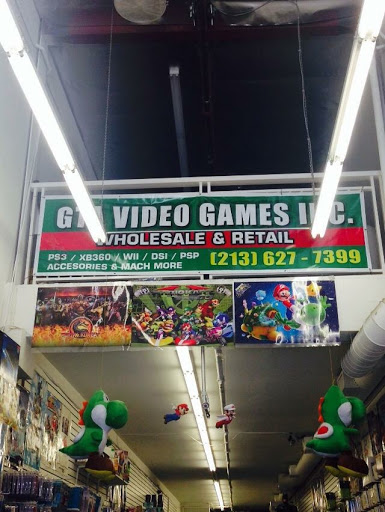 VIDEO GAMES INC.
WHOLESALE & RETAIL
PS3 / XB360 / WII / DSI / PSP
ACCESORIES & MACH MORE
(213) 627 - 7399